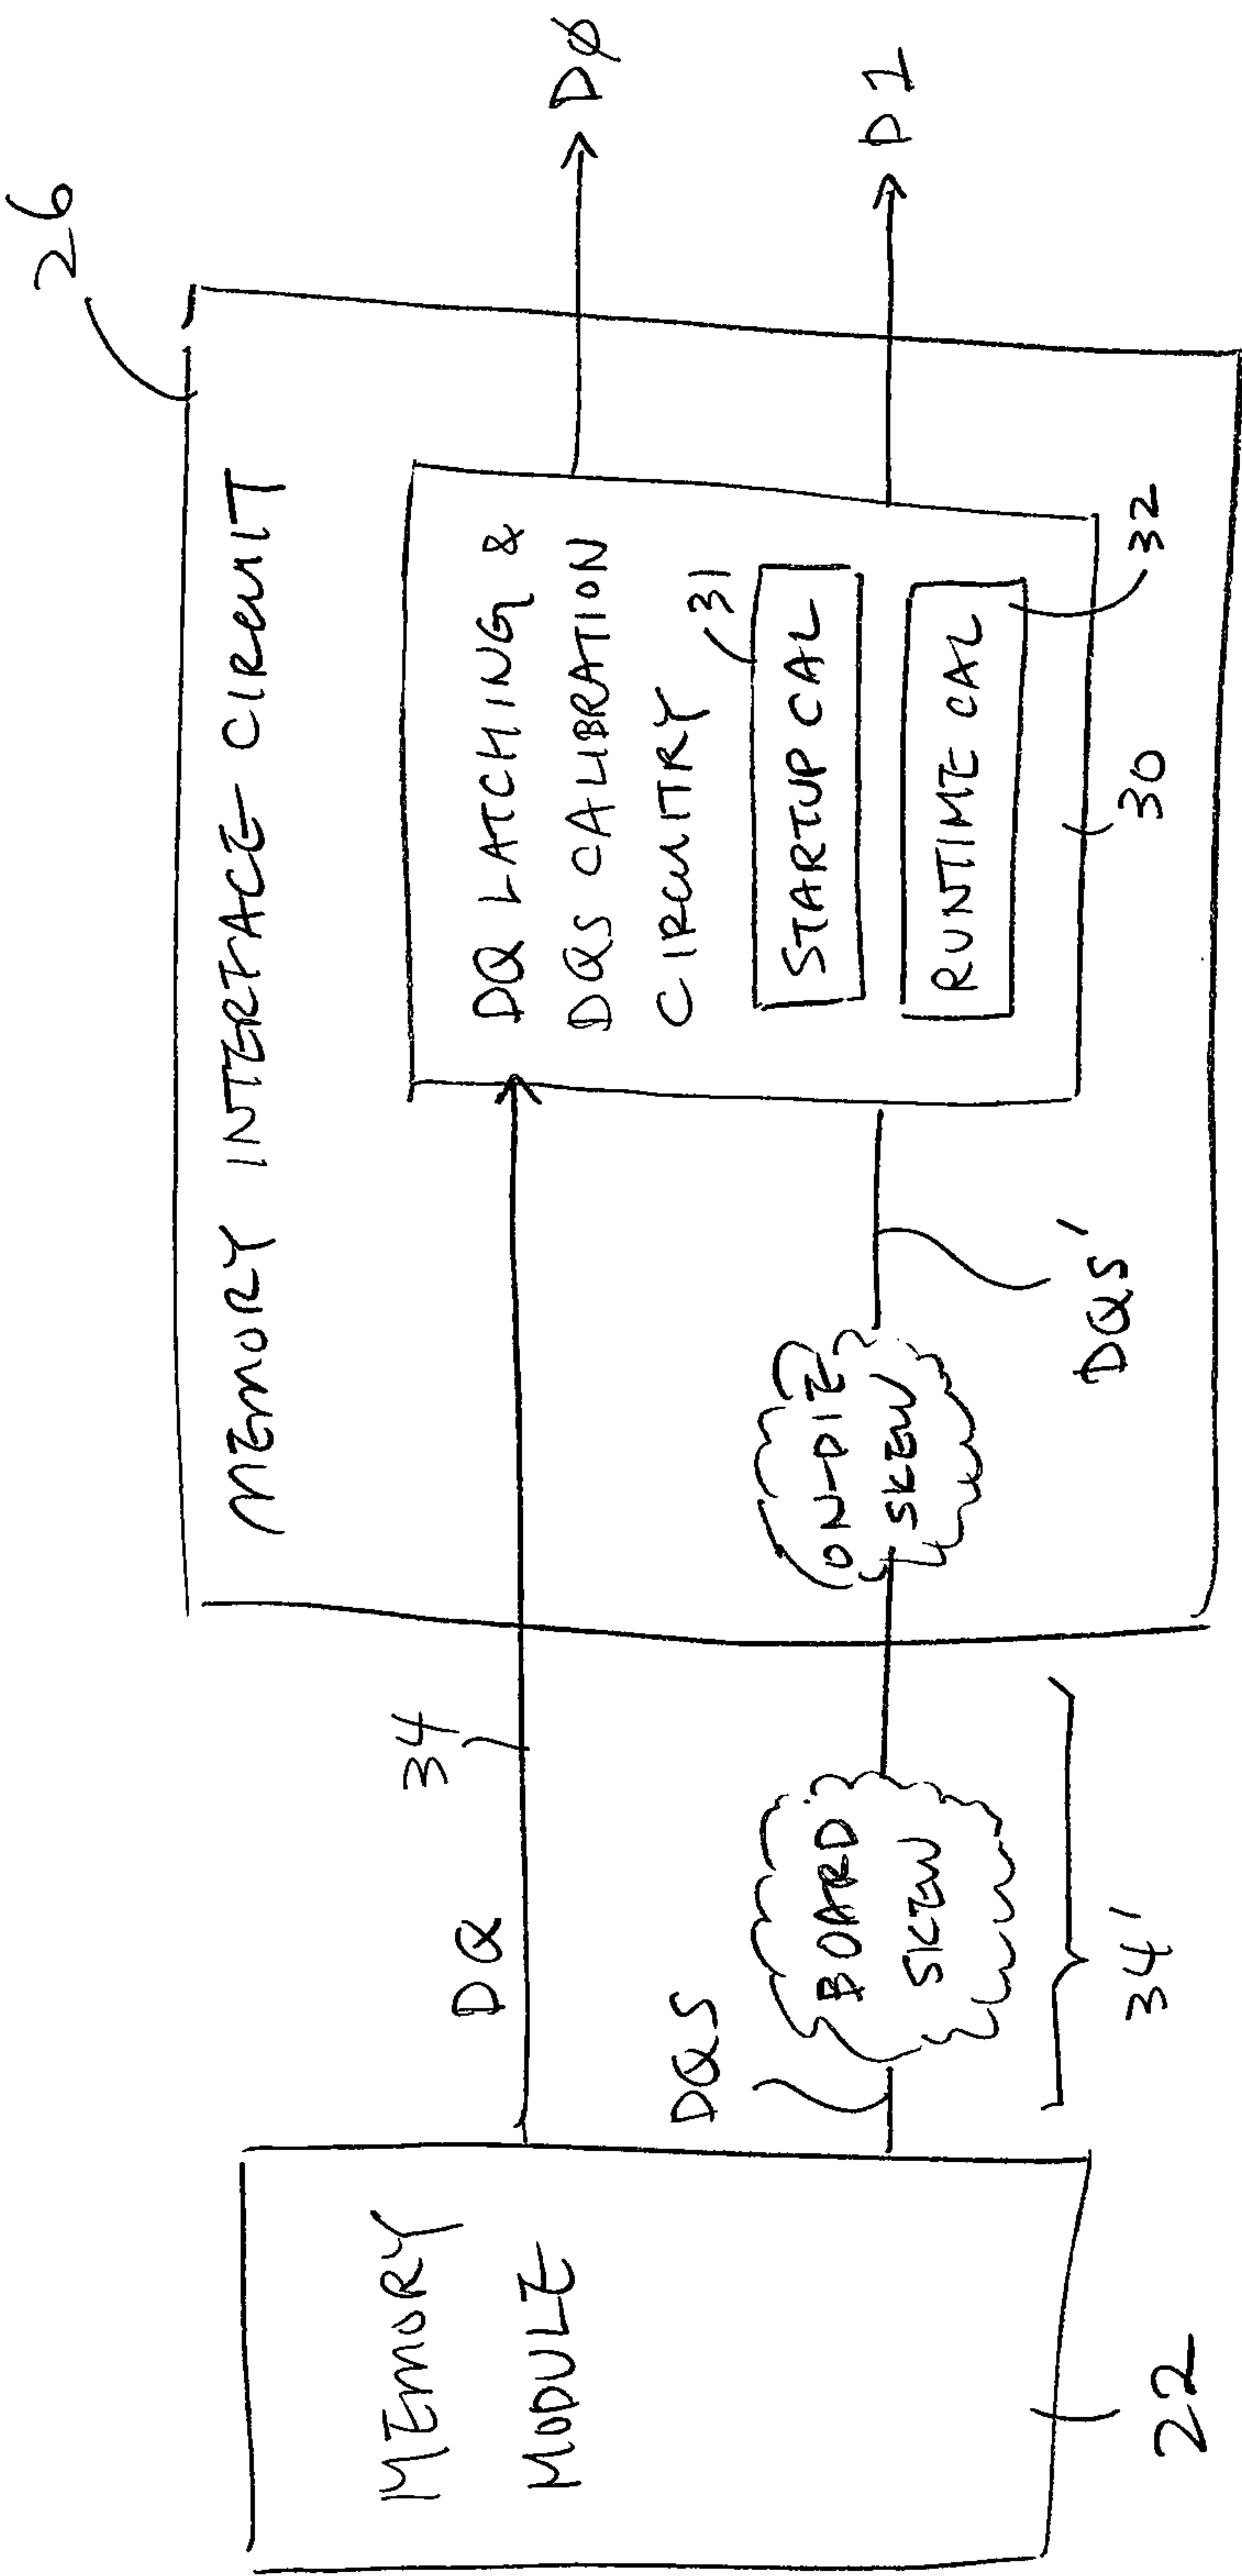 26
MEMORY INTERFACE CIRCUIT
DQ LATCHING &
DQS CALIBRATION
CIRCUITRY
31
STARTUP CAL
RUNTIME CAL
32
30
DØ
D1
MEMORY
MODULE
22
DQ
34
DQS
BOARD
SKEW
34'
ON-DIE
SKEW
DQS'